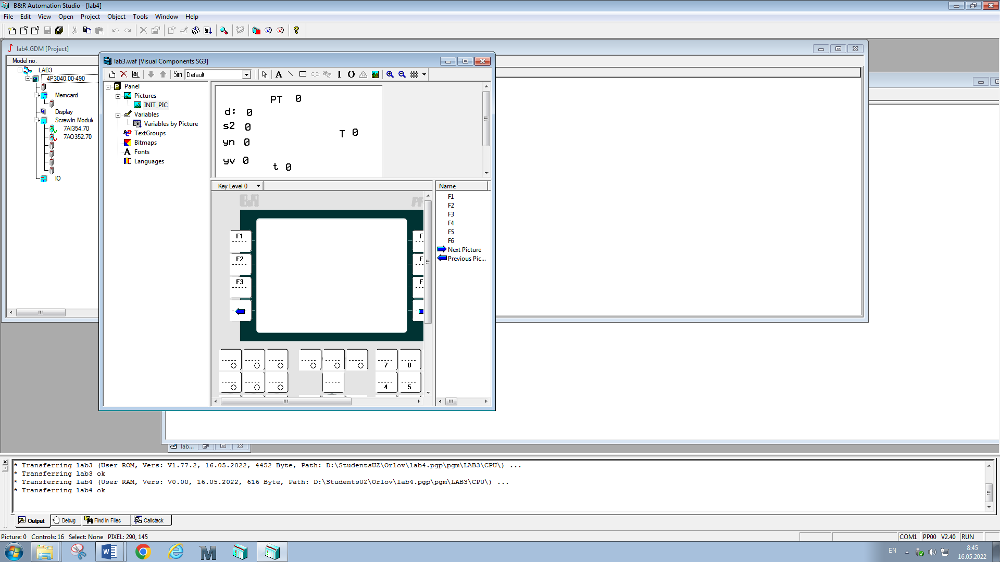 B&R Automation Studio - [lab4]
File Edit View Open Project Object Tools Window Help
lab4.GDM [Project]
Model no.
LAB3
4P3040.00-490
Memcard
Display
ScrewIn Module
7AI354.70
7AO352.70
IO
lab3.waf [Visual Components SG3]
Sim Default
Panel
Pictures
INIT_PIC
Variables
Variables by Picture
TextGroups
Bitmaps
Fonts
Languages
PT 0
d: 0
s2 0
T 0
yn 0
yv 0
t 0
Key Level 0
Name
F1
F2
F3
F4
F5
F6
Next Picture
Previous Pic...
B&R
F1 F
F2 F
F3 F
7 8
4 5
lab...
* Transferring lab3 (User ROM, Vers: V1.77.2, 16.05.2022, 4452 Byte, Path: D:\StudentsUZ\Orlov\lab4.pgp\pgm\LAB3\CPU\) ...
* Transferring lab3 ok
* Transferring lab4 (User RAM, Vers: V0.00, 16.05.2022, 616 Byte, Path: D:\StudentsUZ\Orlov\lab4.pgp\pgm\LAB3\CPU\) ...
* Transferring lab4 ok
Output Debug Find in Files Callstack
Picture: 0 Controls: 16 Select: None PIXEL: 290, 145
COM1 PP00 V2.40 RUN
EN
8:45
16.05.2022